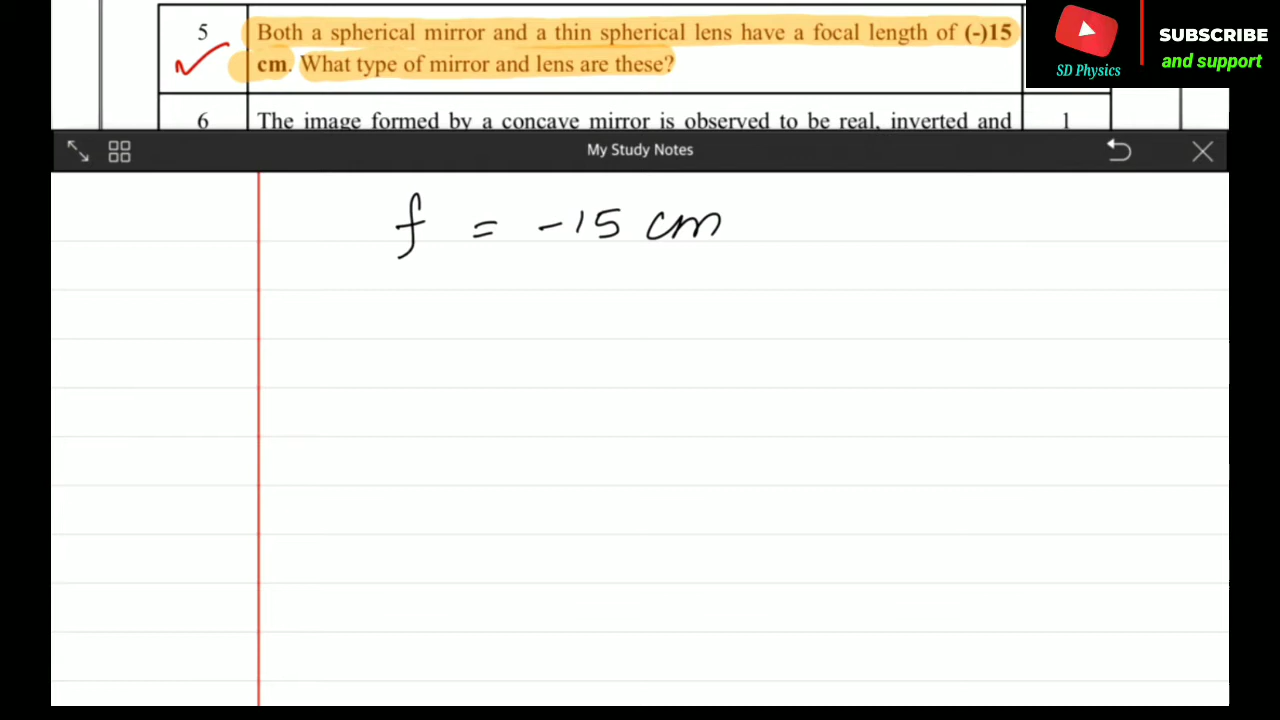 5 Both a spherical mirror and a thin spherical lens have a focal length of (-)15
cm. What type of mirror and lens are these?
SUBSCRIBE
and support
SD Physics
6 The image formed by a concave mirror is observed to be real, inverted and 1
My Study Notes
f = -15 cm